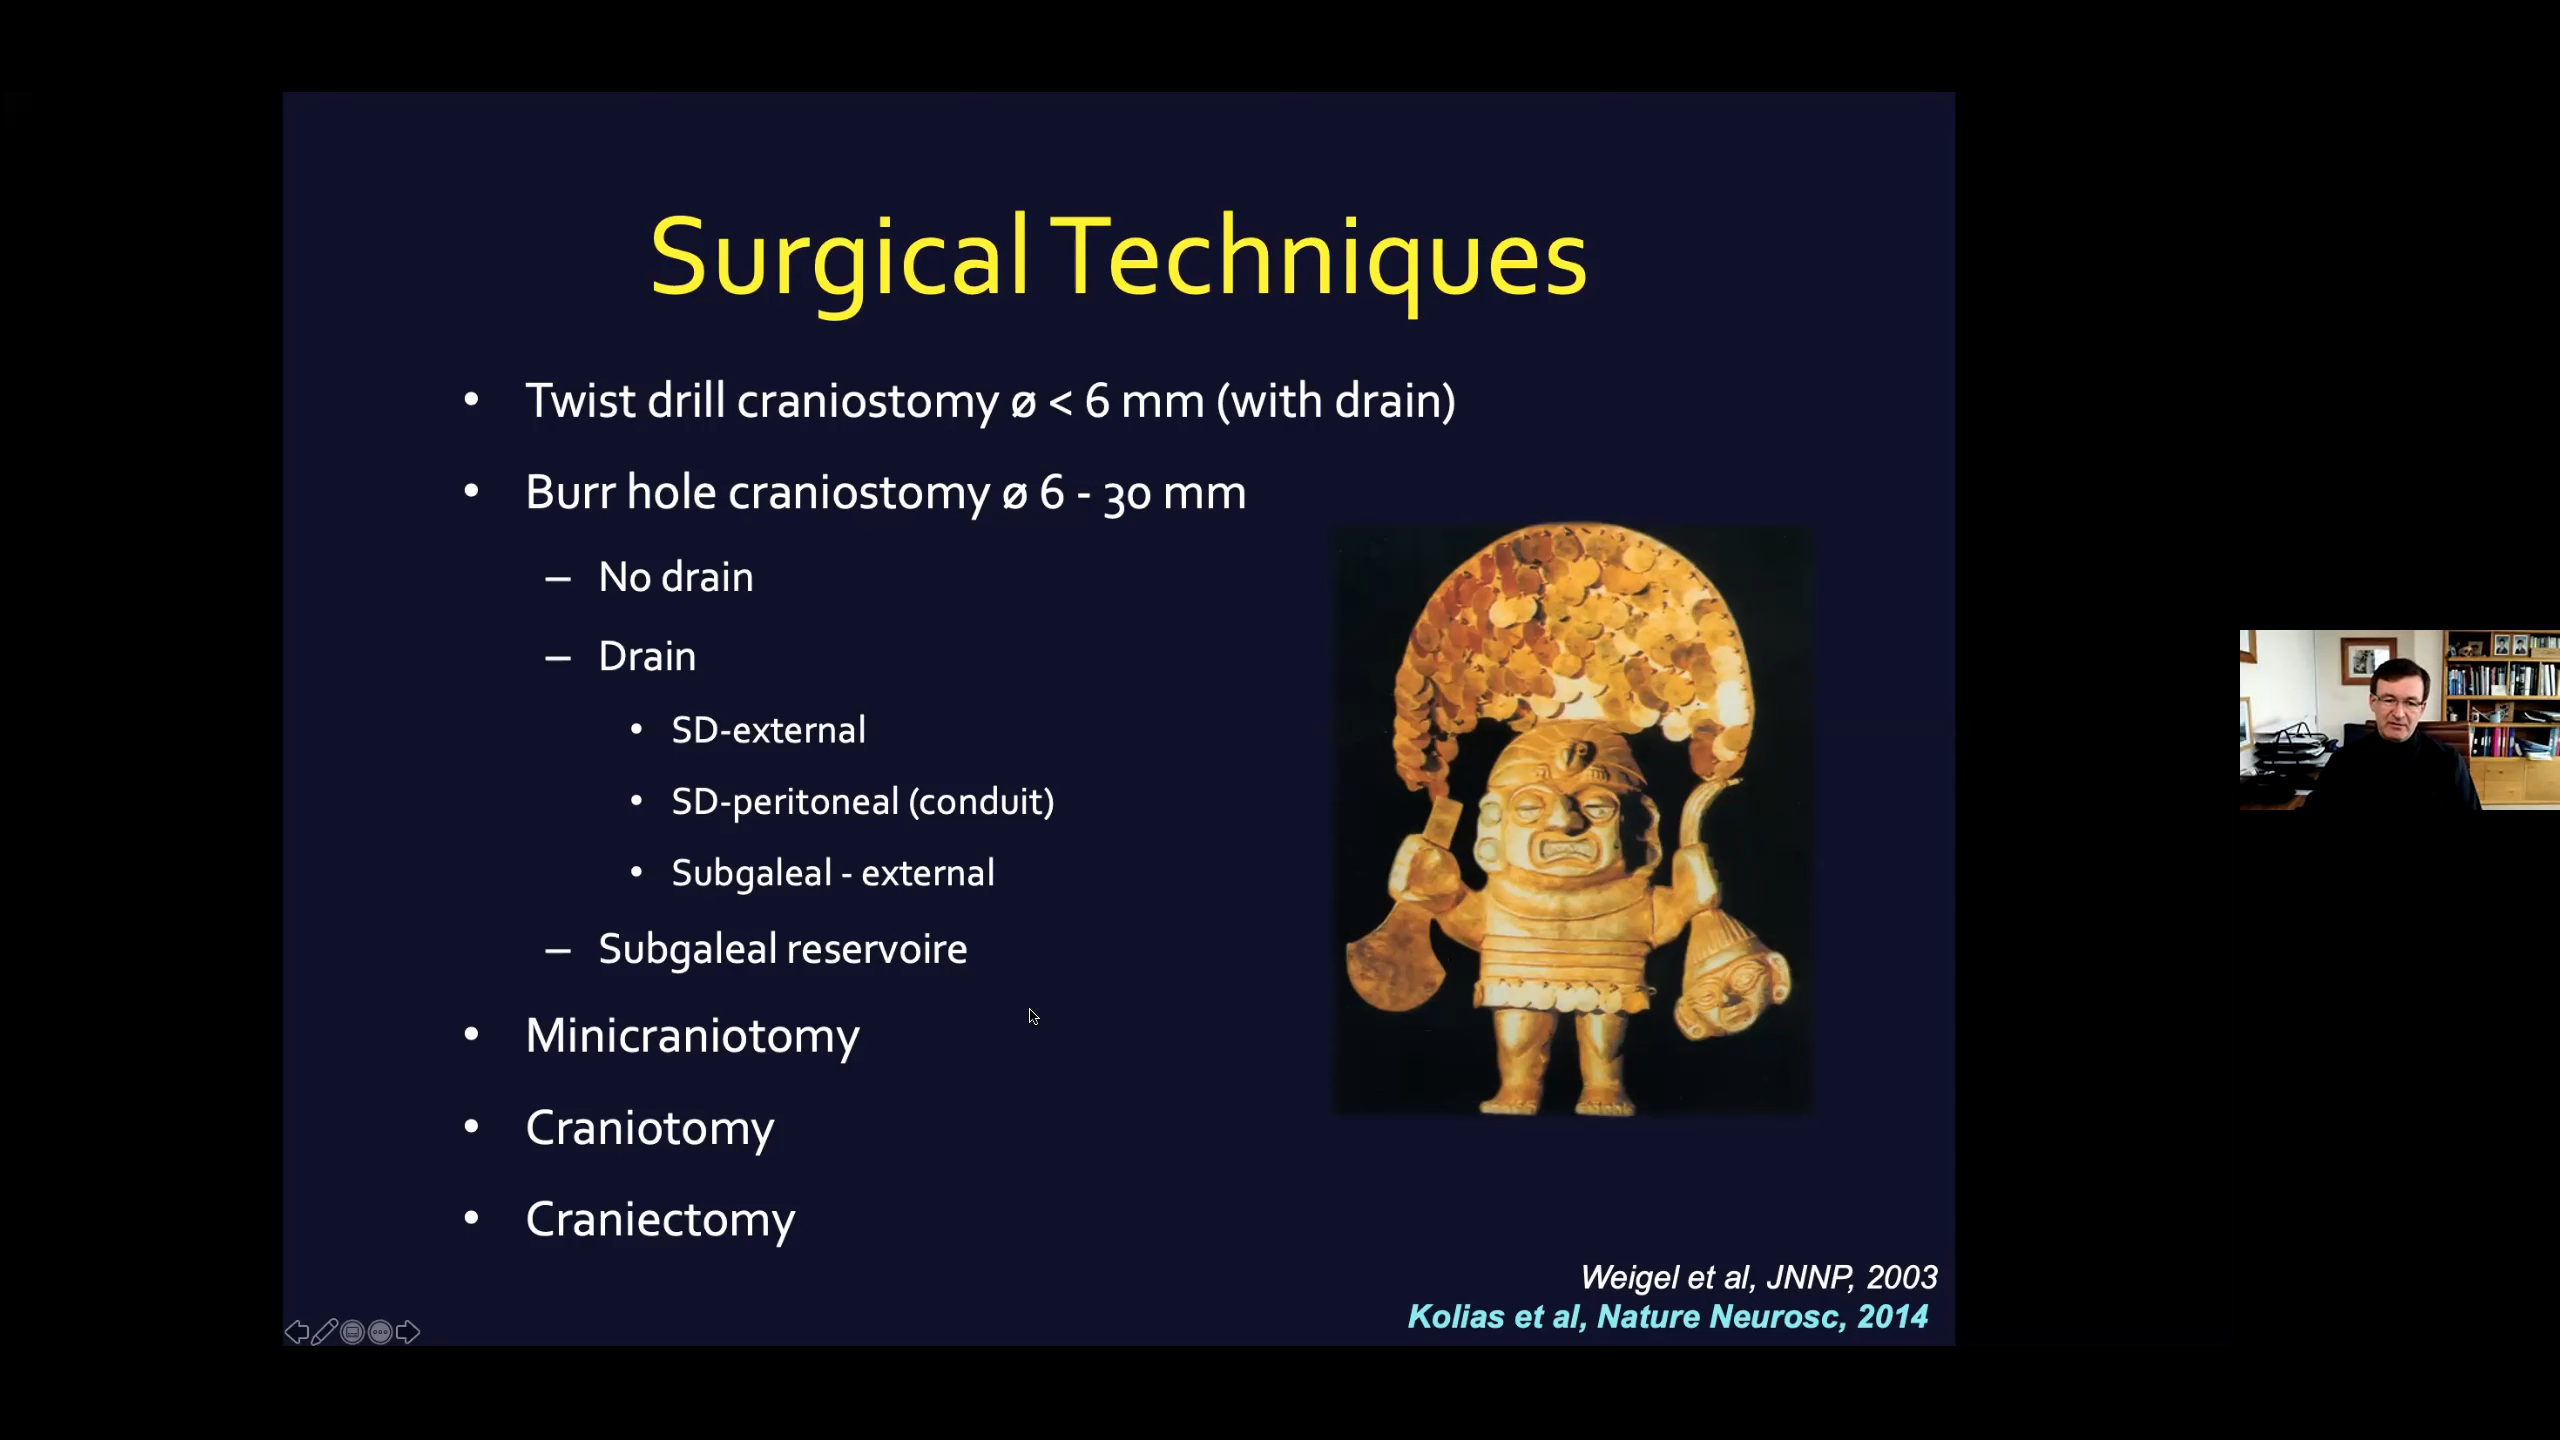 Surgical Techniques
• Twist drill craniostomy ø < 6 mm (with drain)
• Burr hole craniostomy ø 6 - 30 mm
– No drain
– Drain
• SD-external
• SD-peritoneal (conduit)
• Subgaleal - external
– Subgaleal reservoire
• Minicraniotomy
• Craniotomy
• Craniectomy
Weigel et al, JNNP, 2003
Kolias et al, Nature Neurosc, 2014